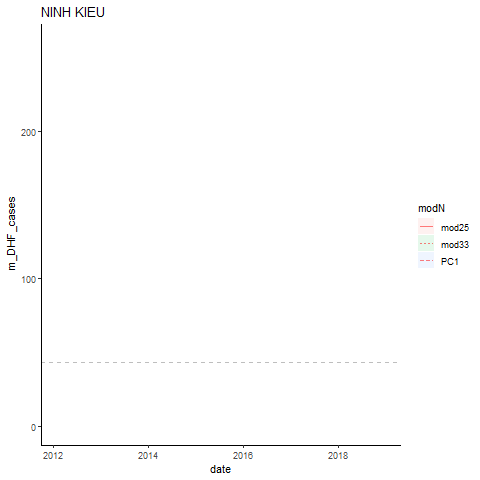 NINH KIEU
m_DHF_cases
200
100
0
2012
2014
2016
2018
date
modN
mod25
mod33
PC1